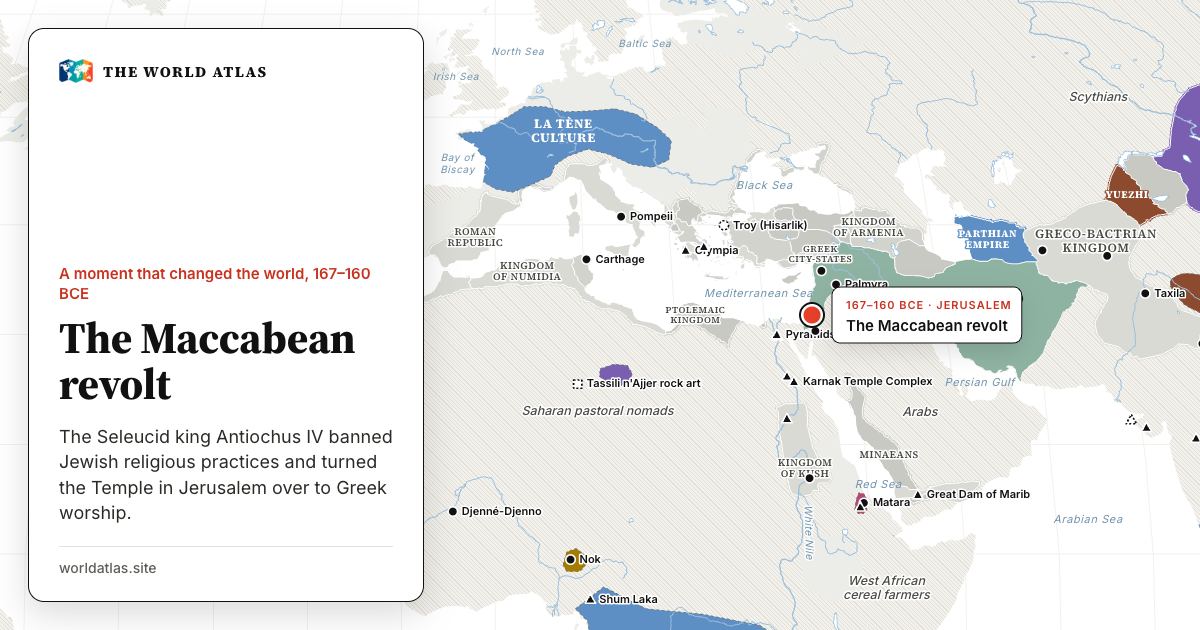 THE WORLD ATLAS
A moment that changed the world, 167–160
BCE
The Maccabean
revolt
The Seleucid king Antiochus IV banned
Jewish religious practices and turned
the Temple in Jerusalem over to Greek
worship.
worldatlas.site
North Sea
Baltic Sea
Irish Sea
Scythians
LA TÈNE
CULTURE
Bay of
Biscay
Black Sea
YUEZHI
Pompeii
Troy (Hisarlik)
ROMAN
REPUBLIC
KINGDOM
OF ARMENIA
PARTHIAN
EMPIRE
GRECO-BACTRIAN
KINGDOM
Olympia
GREEK
CITY-STATES
Carthage
KINGDOM
OF NUMIDIA
Palmyra
Mediterranean Sea
Taxila
167–160 BCE · JERUSALEM
The Maccabean revolt
PTOLEMAIC
KINGDOM
Pyramids
Tassili n'Ajjer rock art
Karnak Temple Complex
Persian Gulf
Saharan pastoral nomads
Arabs
MINAEANS
KINGDOM
OF KUSH
Red Sea
Matara
Great Dam of Marib
Djenné-Djenno
White Nile
Arabian Sea
Nok
West African
cereal farmers
Shum Laka